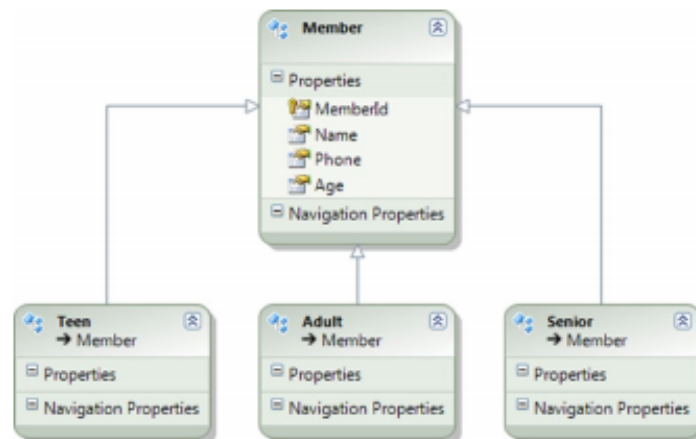 Member
Properties
MemberId
Name
Phone
Age
Navigation Properties
Teen
→ Member
Properties
Navigation Properties
Adult
→ Member
Properties
Navigation Properties
Senior
→ Member
Properties
Navigation Properties